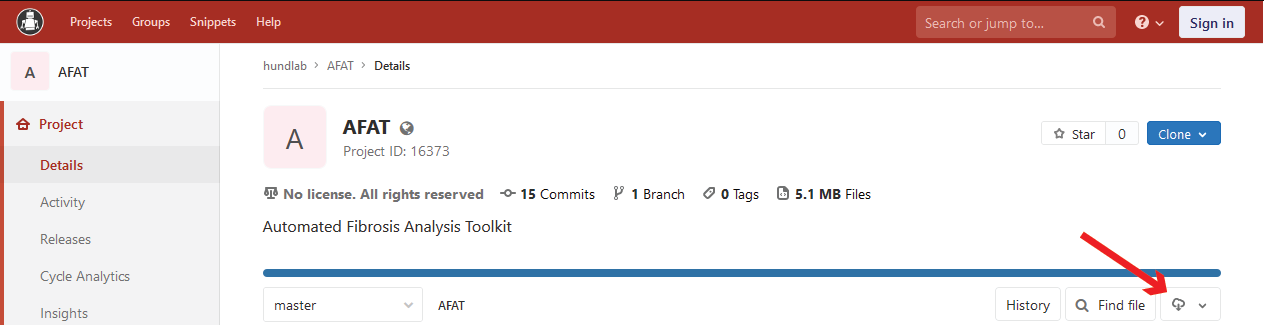 Projects Groups Snippets Help Search or jump to... Sign in
A AFAT
hundlab > AFAT > Details
Project
Details
Activity
Releases
Cycle Analytics
Insights
A
AFAT
Project ID: 16373
Star 0 Clone
No license. All rights reserved 15 Commits 1 Branch 0 Tags 5.1 MB Files
Automated Fibrosis Analysis Toolkit
master AFAT History Find file